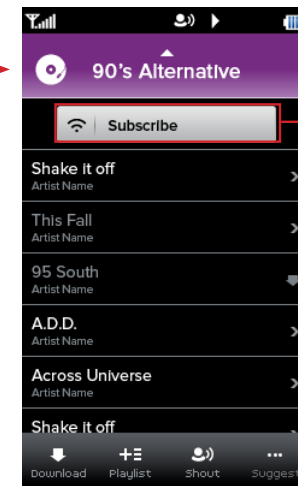 90's Alternative
Subscribe
Shake it off
Artist Name
This Fall
Artist Name
95 South
Artist Name
A.D.D.
Artist Name
Across Universe
Artist Name
Shake it off
Download Playlist Shout Suggest